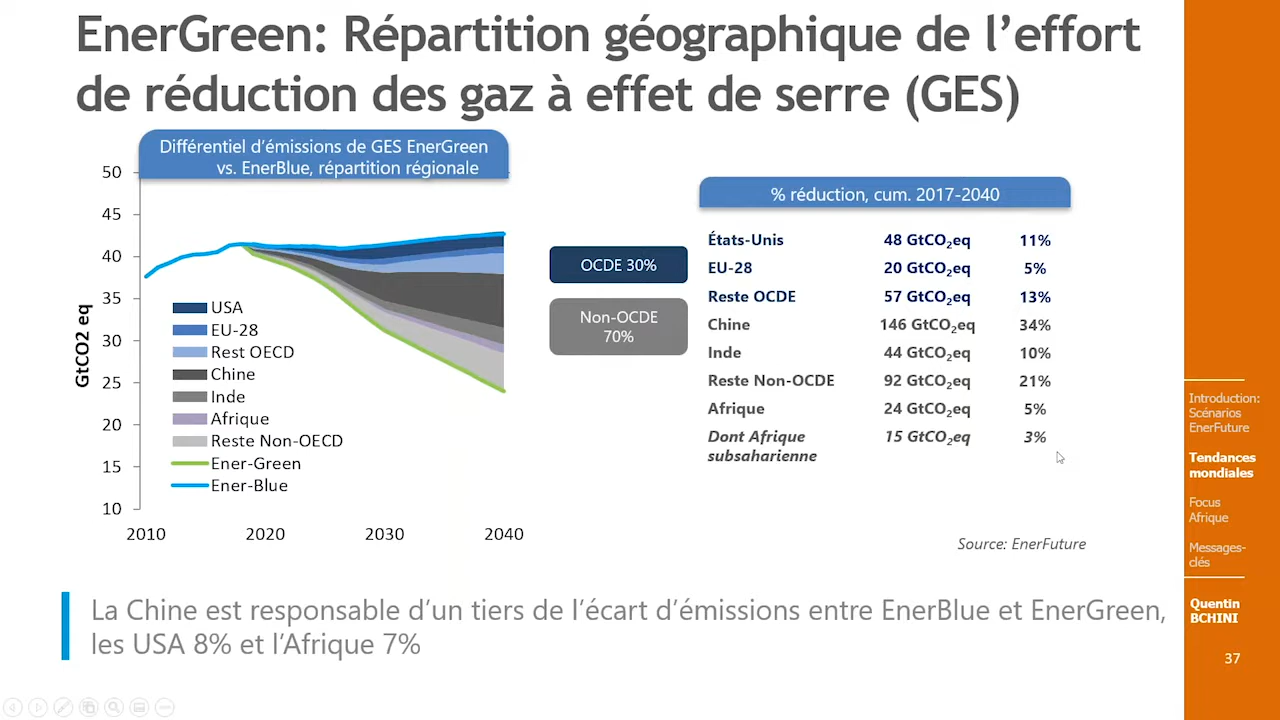 EnerGreen: Répartition géographique de l’effort
de réduction des gaz à effet de serre (GES)
Différentiel d’émissions de GES EnerGreen
vs. EnerBlue, répartition régionale
50
45
40
35
30
25
20
15
10
GtCO2 eq
USA
EU-28
Rest OECD
Chine
Inde
Afrique
Reste Non-OECD
Ener-Green
Ener-Blue
2010 2020 2030 2040
OCDE 30%
Non-OCDE
70%
% réduction, cum. 2017-2040
États-Unis 48 GtCO₂eq 11%
EU-28 20 GtCO₂eq 5%
Reste OCDE 57 GtCO₂eq 13%
Chine 146 GtCO₂eq 34%
Inde 44 GtCO₂eq 10%
Reste Non-OCDE 92 GtCO₂eq 21%
Afrique 24 GtCO₂eq 5%
Dont Afrique 15 GtCO₂eq 3%
subsaharienne
Source: EnerFuture
La Chine est responsable d’un tiers de l’écart d’émissions entre EnerBlue et EnerGreen,
les USA 8% et l’Afrique 7%
Introduction:
Scénarios
EnerFuture
Tendances
mondiales
Focus
Afrique
Messages-
clés
Quentin
BCHINI
37